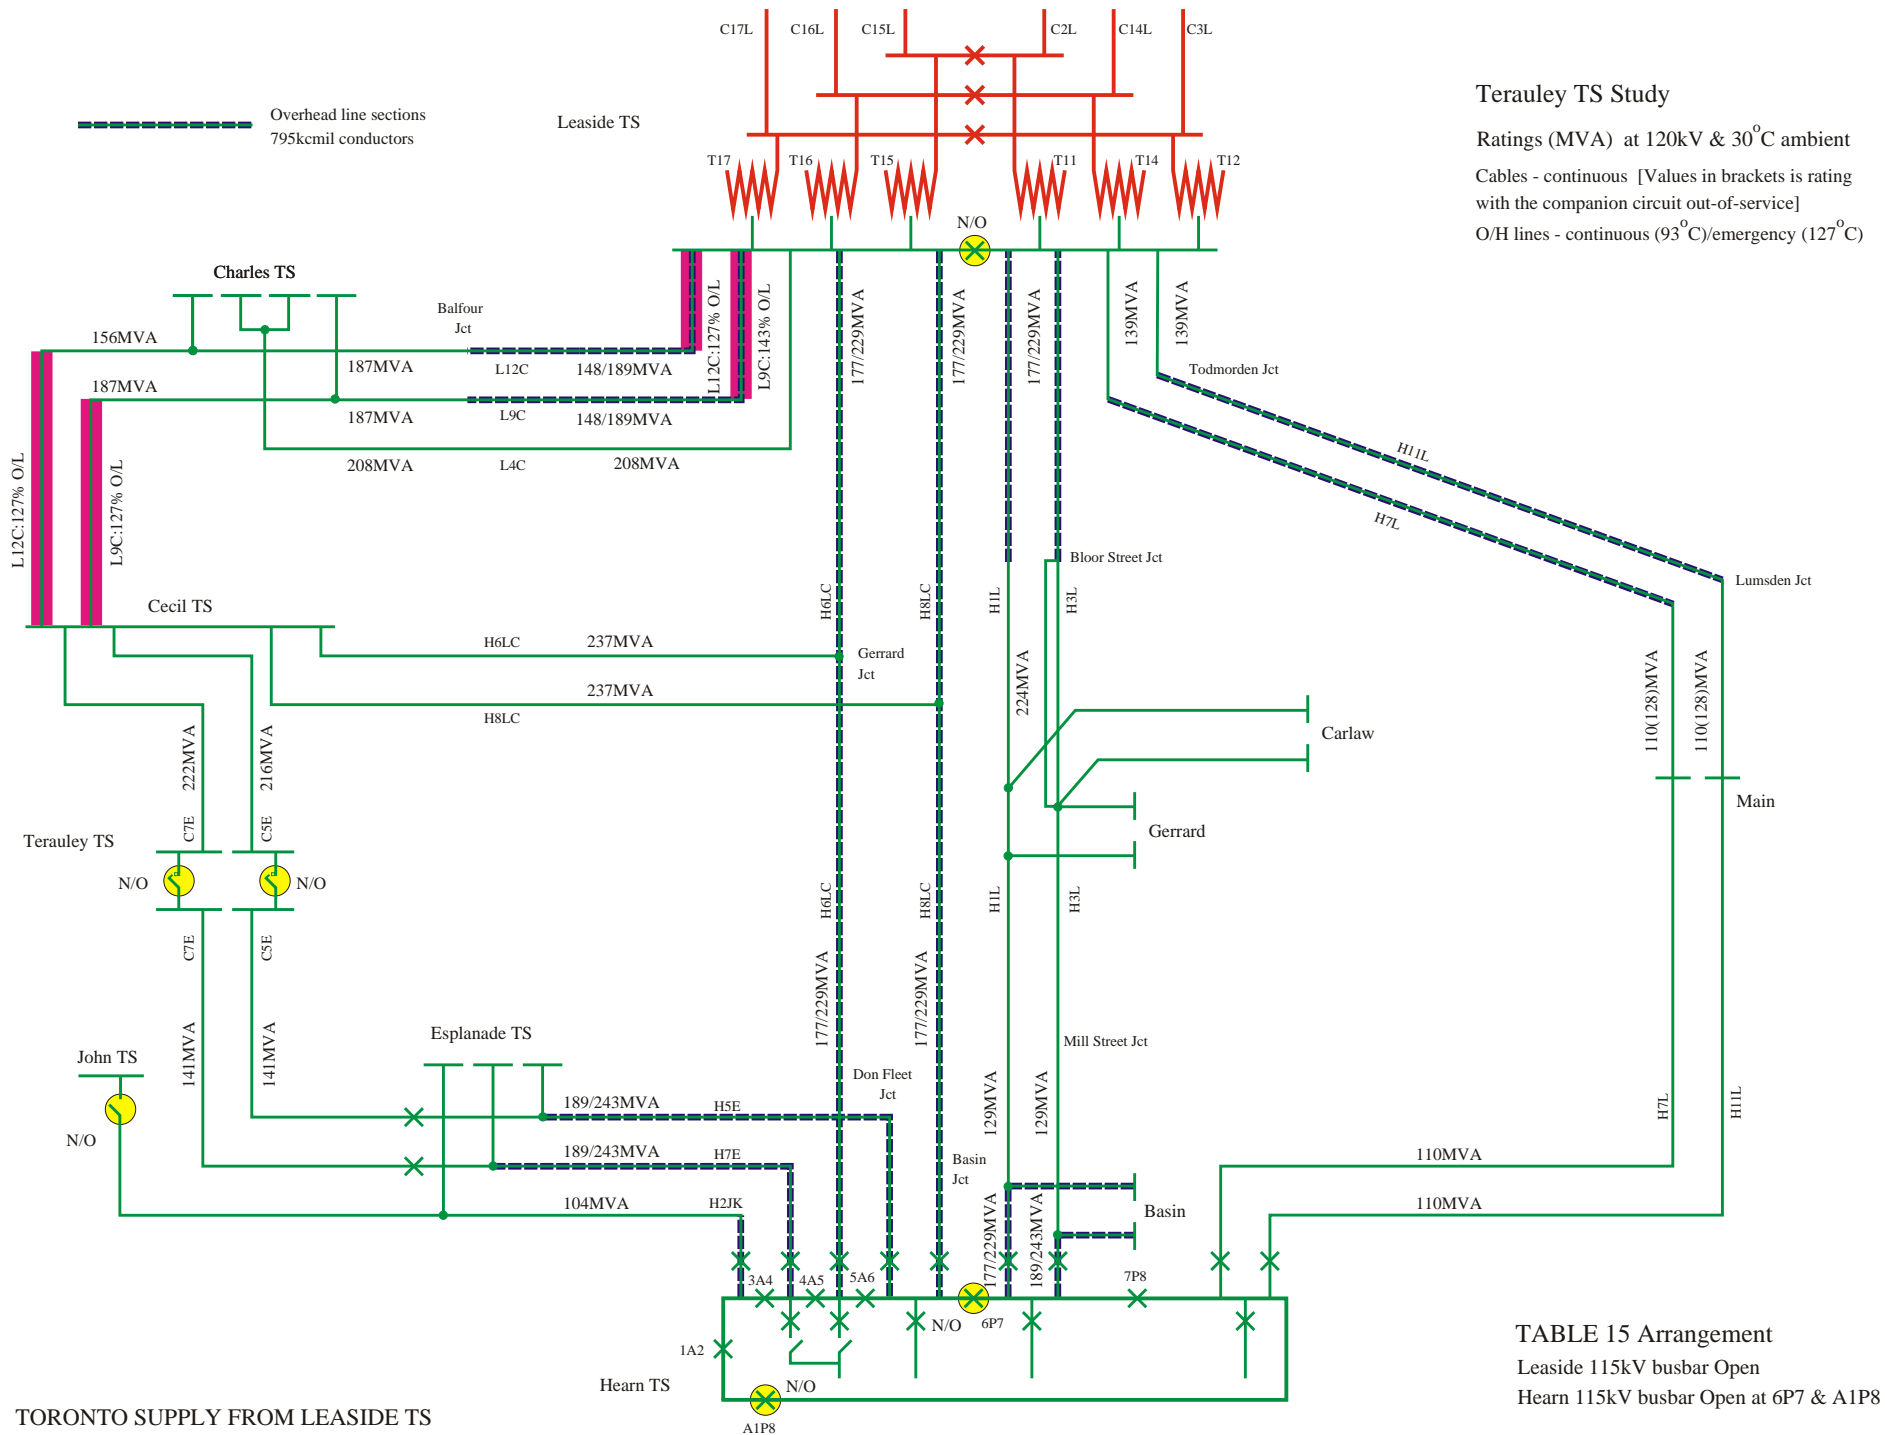 C17L
C16L
C15L
C2L
C14L
C3L
Terauley TS Study
Ratings (MVA) at 120kV & 30°C ambient
Cables - continuous [Values in brackets is rating
with the companion circuit out-of-service]
O/H lines - continuous (93°C)/emergency (127°C)
Overhead line sections
795kcmil conductors
Leaside TS
T17
T16
T15
T11
T14
T12
N/O
Charles TS
Balfour
Jct
156MVA
187MVA
L12C
148/189MVA
187MVA
187MVA
L9C
148/189MVA
208MVA
L4C
208MVA
L12C:127% O/L
L9C:143% O/L
177/229MVA
177/229MVA
177/229MVA
139MVA
139MVA
Todmorden Jct
H11L
H7L
Lumsden Jct
L12C:127% O/L
L9C:127% O/L
Cecil TS
Bloor Street Jct
H6LC
H8LC
H1L
H3L
H6LC
237MVA
Gerrard
Jct
237MVA
H8LC
224MVA
110(128)MVA
110(128)MVA
Carlaw
Main
Gerrard
222MVA
216MVA
C7E
C5E
Terauley TS
N/O
N/O
C7E
C5E
H6LC
H8LC
H1L
H3L
141MVA
141MVA
177/229MVA
177/229MVA
Mill Street Jct
John TS
N/O
Esplanade TS
Don Fleet
Jct
189/243MVA
H5E
189/243MVA
H7E
104MVA
H2JK
129MVA
129MVA
H7L
H11L
Basin
Jct
110MVA
110MVA
Basin
177/229MVA
189/243MVA
3A4
4A5
5A6
7P8
N/O
6P7
1A2
Hearn TS
N/O
A1P8
TABLE 15 Arrangement
Leaside 115kV busbar Open
Hearn 115kV busbar Open at 6P7 & A1P8
TORONTO SUPPLY FROM LEASIDE TS